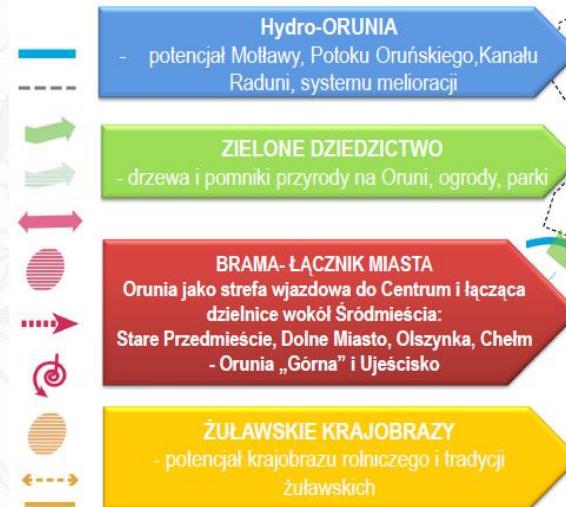 Hydro-ORUNIA
- potencjał Motławy, Potoku Oruńskiego,Kanału
Raduni, systemu melioracji
ZIELONE DZIEDZICTWO
- drzewa i pomniki przyrody na Oruni, ogrody, parki
BRAMA- ŁĄCZNIK MIASTA
Orunia jako strefa wjazdowa do Centrum i łącząca
dzielnice wokół Śródmieścia:
Stare Przedmieście, Dolne Miasto, Olszynka, Chełm
- Orunia „Górna” i Ujeścisko
ŻUŁAWSKIE KRAJOBRAZY
- potencjał krajobrazu rolniczego i tradycji
żuławskich